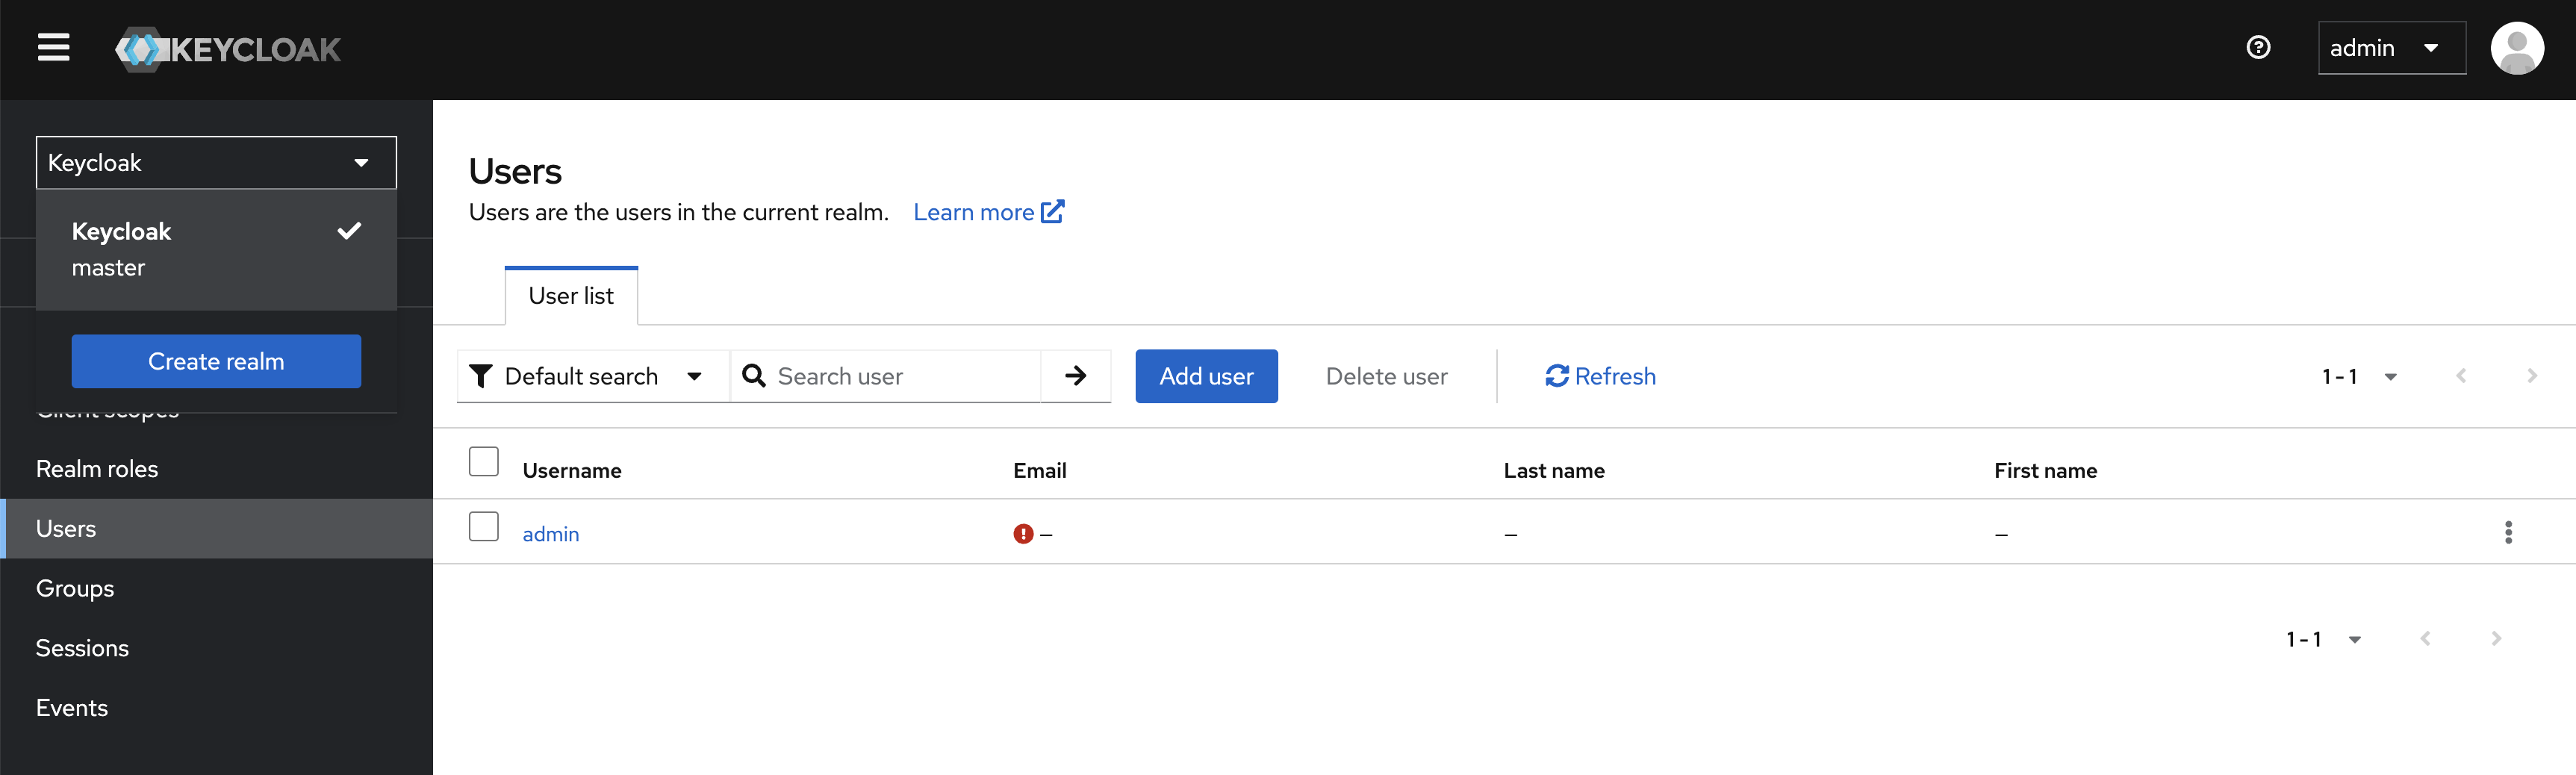 KEYCLOAK
admin
Keycloak
Keycloak
master
Create realm
Client scopes
Realm roles
Users
Groups
Sessions
Events
Users
Users are the users in the current realm. Learn more
User list
Default search Search user Add user Delete user Refresh 1 - 1
Username Email Last name First name
admin – – –
1 - 1